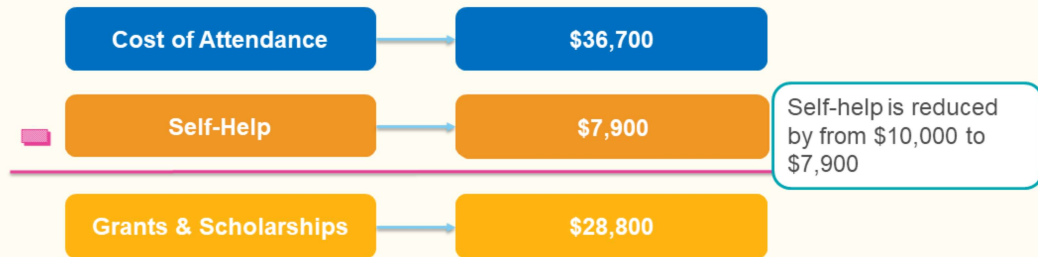 Cost of Attendance
$36,700
Self-Help
$7,900
Self-help is reduced
by from $10,000 to
$7,900
Grants & Scholarships
$28,800